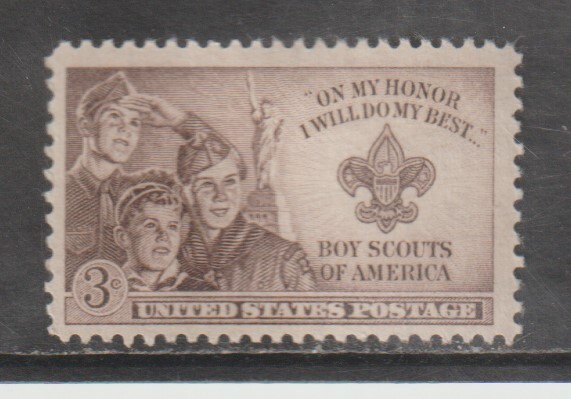 "ON MY HONOR
I WILL DO MY BEST..."
BOY SCOUTS
OF AMERICA
3c
UNITED STATES POSTAGE